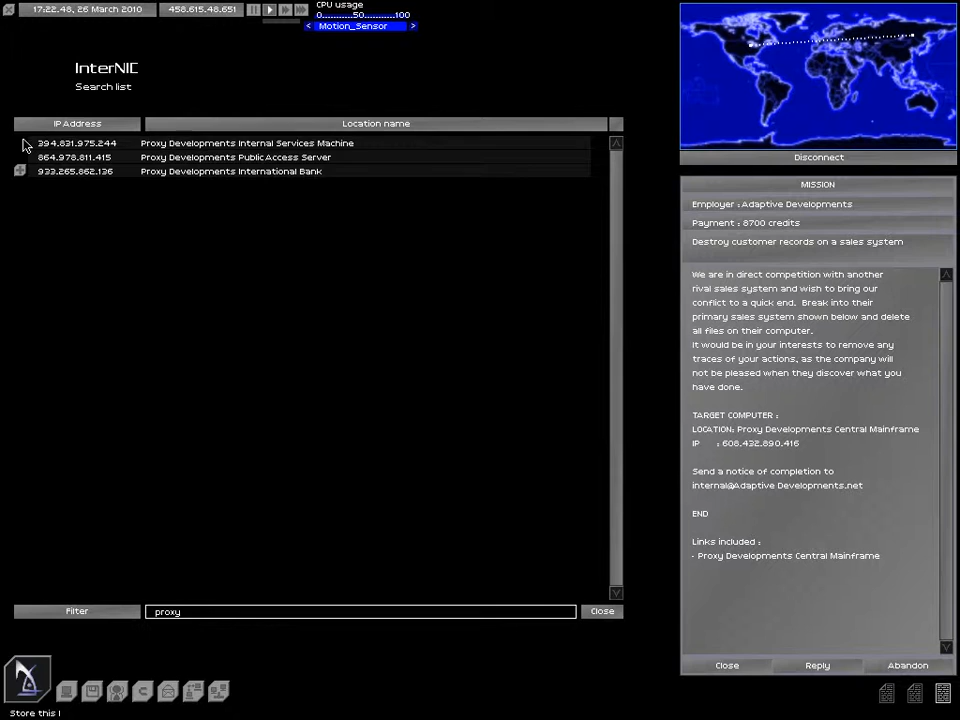 17:22.48, 26 March 2010
458.615.48.651
CPU usage
0..........50..........100
< Motion_Sensor >
InterNIC
Search list
IP Address Location name
394.831.975.244 Proxy Developments Internal Services Machine
864.978.811.415 Proxy Developments Public Access Server
933.265.862.136 Proxy Developments International Bank
Filter proxy Close
Store this !
Disconnect
MISSION
Employer : Adaptive Developments
Payment : 8700 credits
Destroy customer records on a sales system
We are in direct competition with another
rival sales system and wish to bring our
conflict to a quick end. Break into their
primary sales system shown below and delete
all files on their computer.
It would be in your interests to remove any
traces of your actions, as the company will
not be pleased when they discover what you
have done.
TARGET COMPUTER :
LOCATION: Proxy Developments Central Mainframe
IP : 608.432.890.416
Send a notice of completion to
internal@Adaptive Developments.net
END
Links included :
- Proxy Developments Central Mainframe
Close Reply Abandon